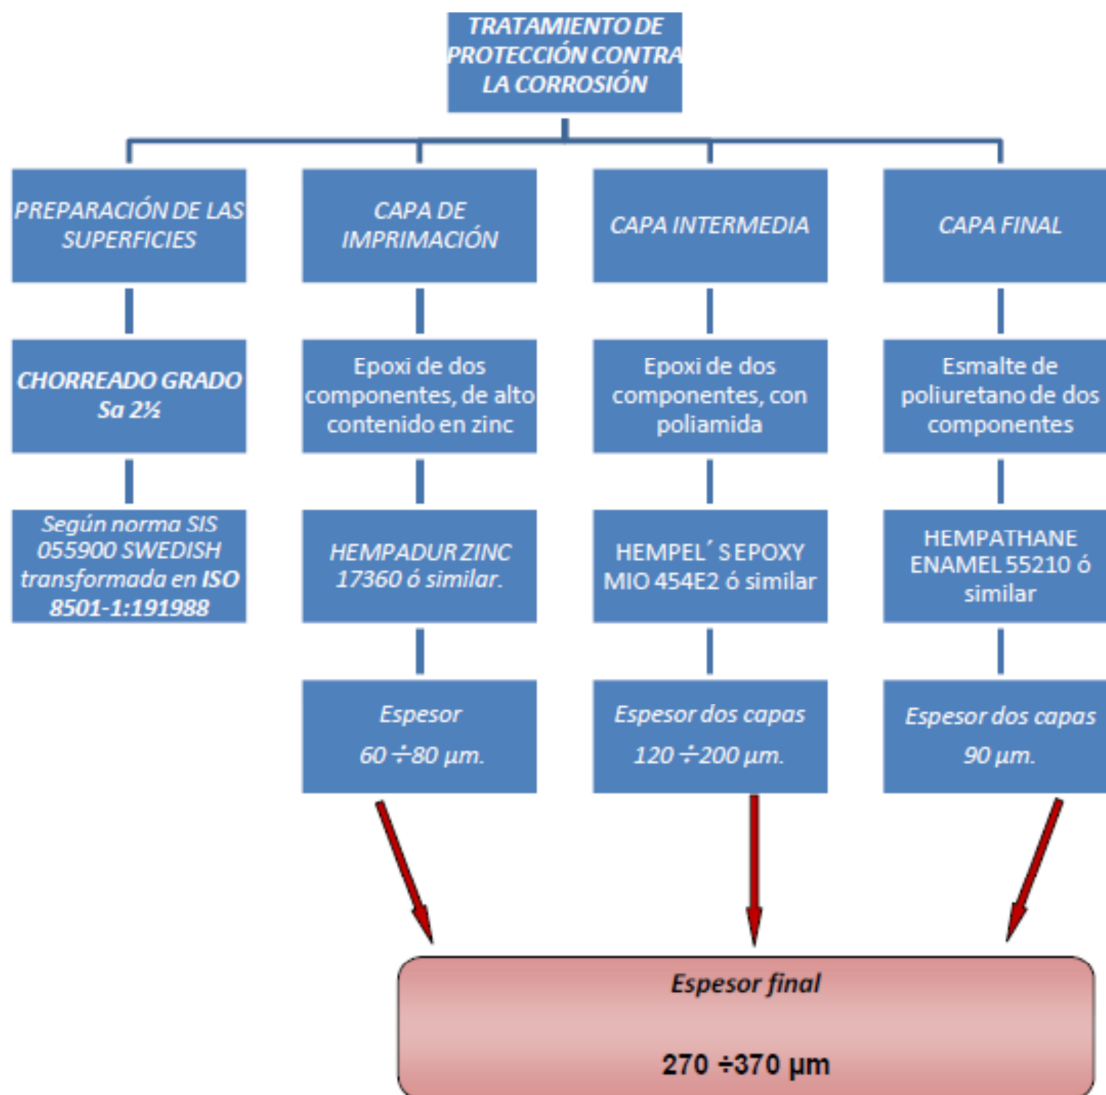 TRATAMIENTO DE
PROTECCIÓN CONTRA
LA CORROSIÓN
PREPARACIÓN DE LAS
SUPERFICIES
CAPA DE
IMPRIMACIÓN
CAPA INTERMEDIA
CAPA FINAL
CHORREADO GRADO
Sa 2½
Epoxi de dos
componentes, de alto
contenido en zinc
Epoxi de dos
componentes, con
poliamida
Esmalte de
poliuretano de dos
componentes
Según norma SIS
055900 SWEDISH
transformada en ISO
8501-1:191988
HEMPADUR ZINC
17360 ó similar.
HEMPEL´S EPOXY
MIO 454E2 ó similar
HEMPATHANE
ENAMEL 55210 ó
similar
Espesor
60 ÷80 µm.
Espesor dos capas
120 ÷200 µm.
Espesor dos capas
90 µm.
Espesor final
270 ÷370 µm